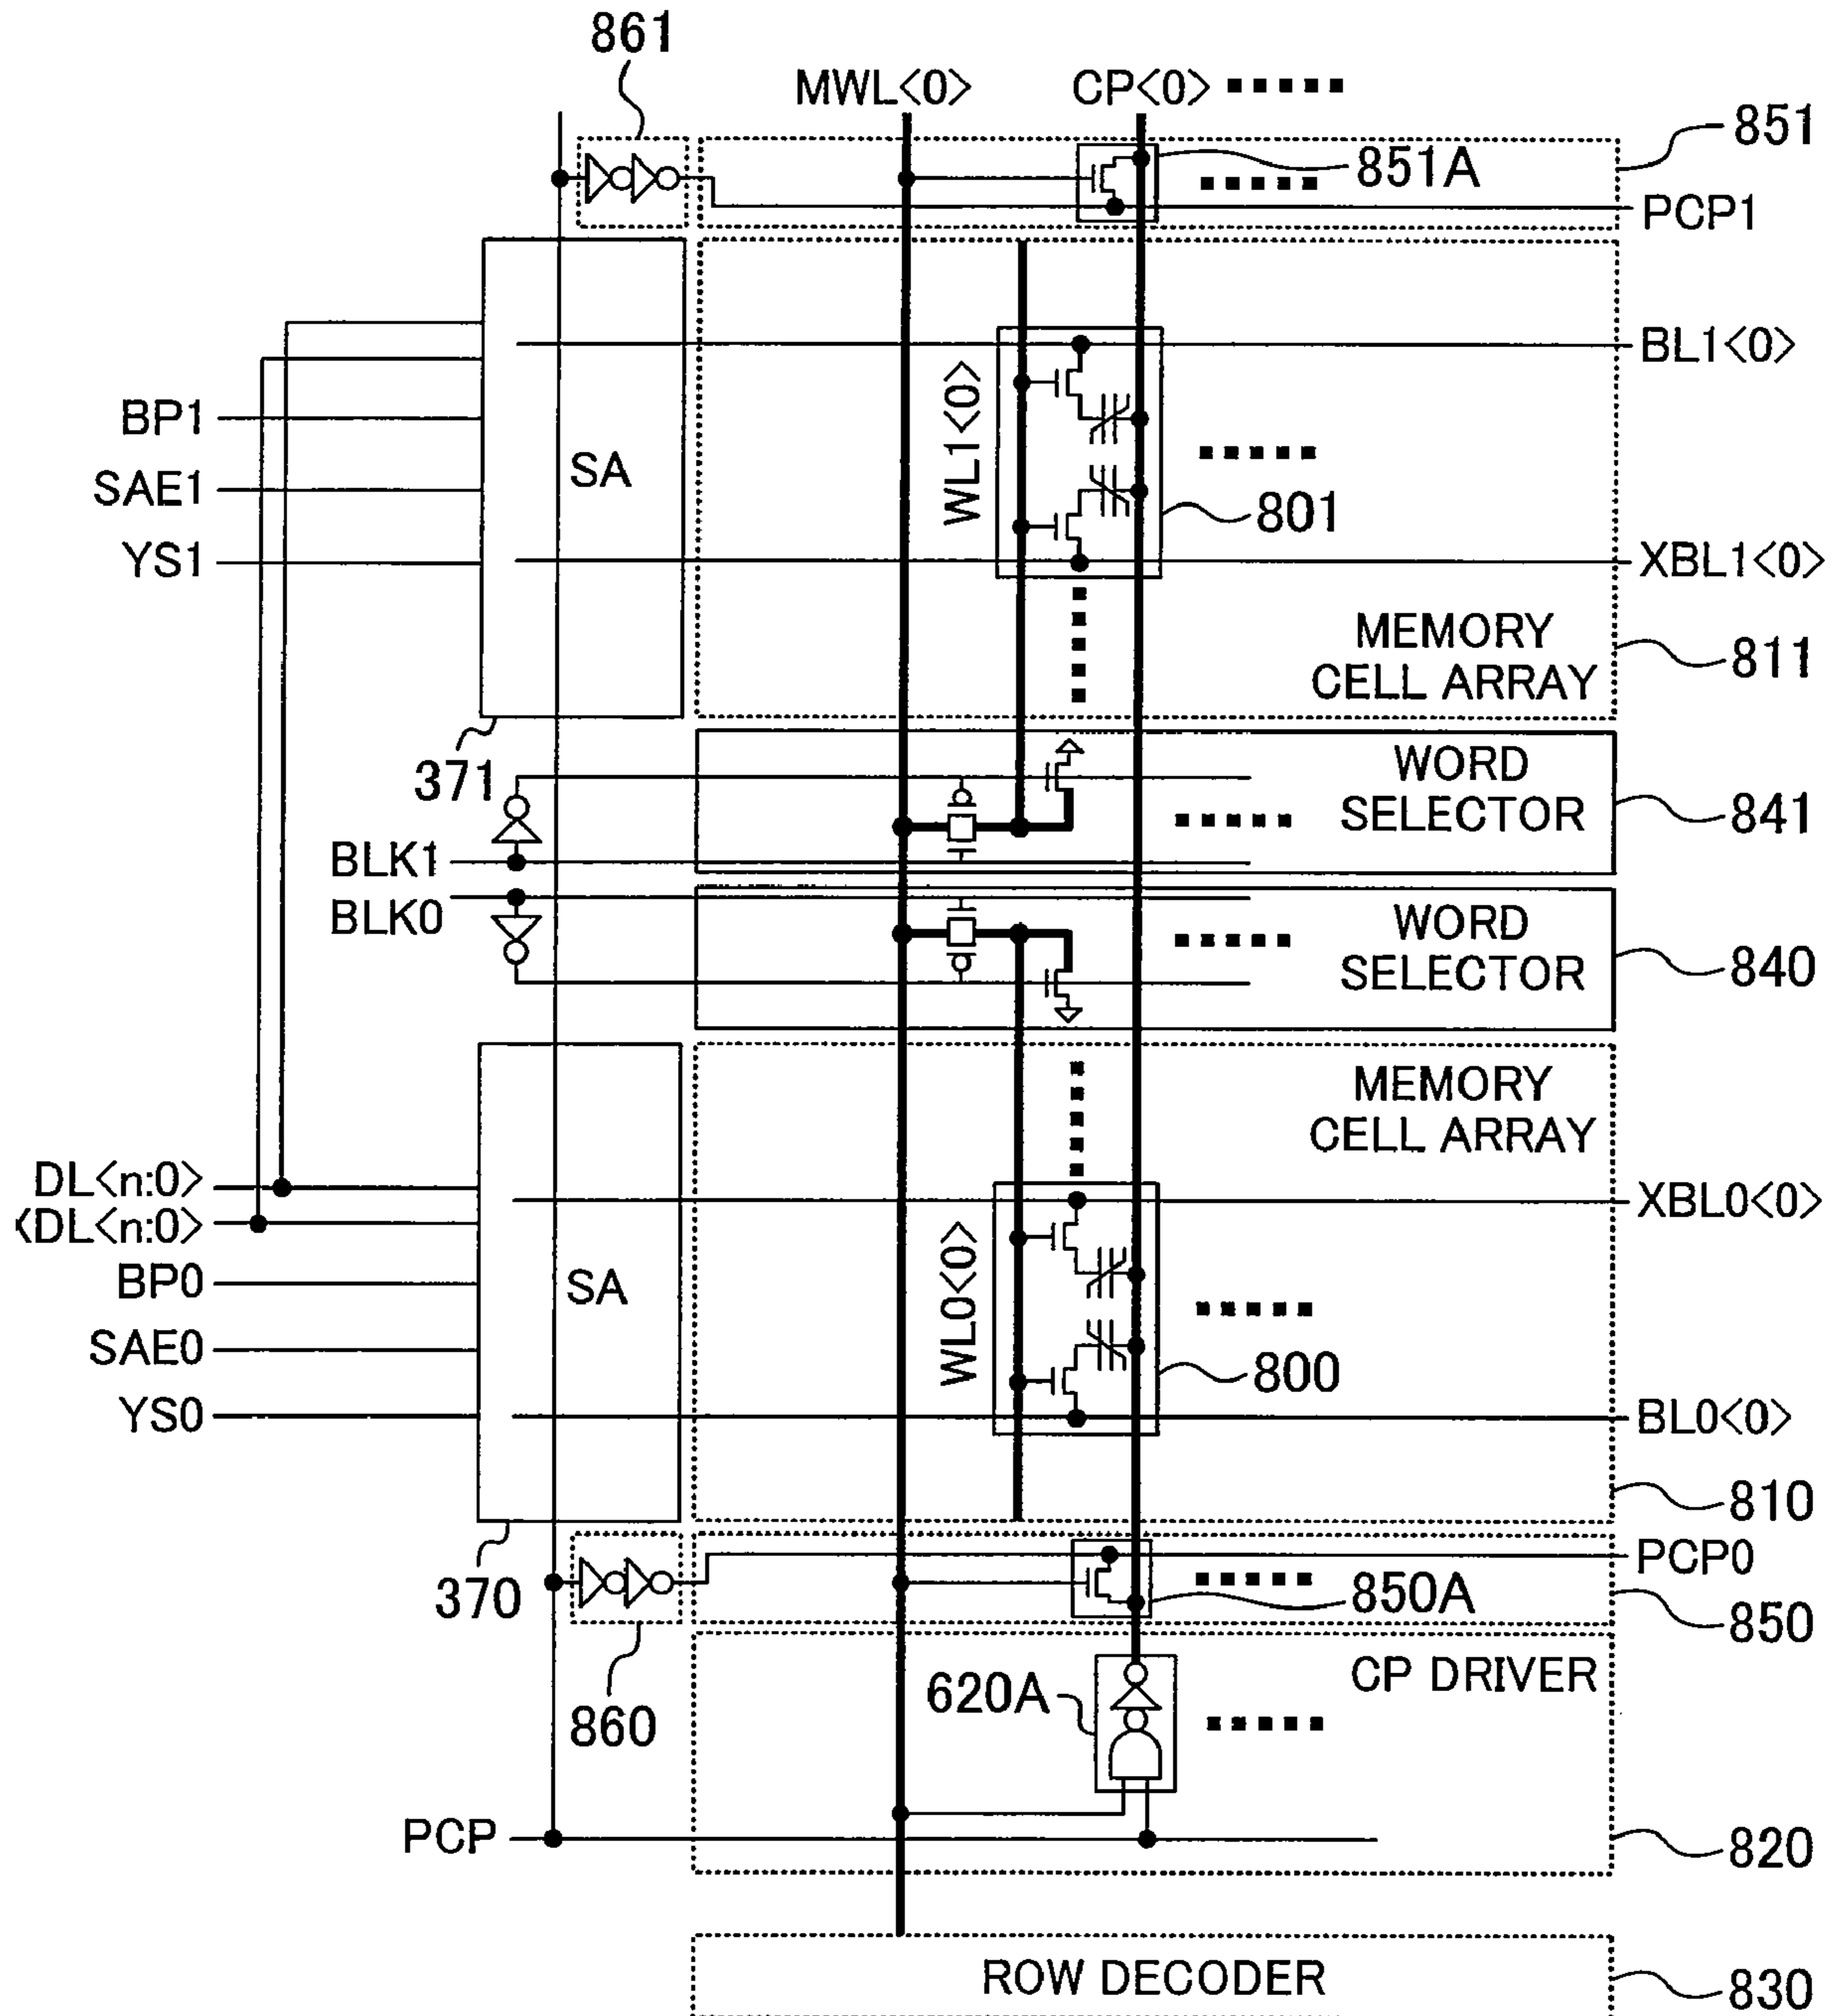 861
MWL<0>
CP<0>
851
851A
PCP1
BL1<0>
BP1
SA
WL1<0>
SAE1
801
YS1
XBL1<0>
MEMORY
CELL ARRAY
811
371
WORD
SELECTOR
841
BLK1
BLK0
WORD
SELECTOR
840
MEMORY
CELL ARRAY
DL<n:0>
XBL0<0>
XDL<n:0>
BP0
SA
WL0<0>
SAE0
800
YS0
BL0<0>
810
PCP0
370
850A
850
CP DRIVER
620A
860
PCP
820
ROW DECODER
830